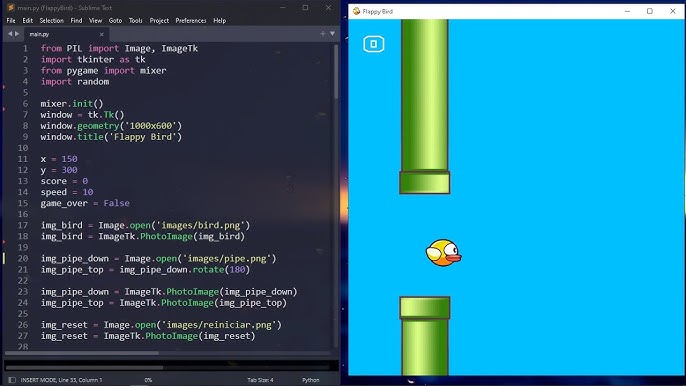 main.py (FlappyBird) - Sublime Text
File Edit Selection Find View Goto Tools Project Preferences Help
main.py
1 from PIL import Image, ImageTk
2 import tkinter as tk
3 from pygame import mixer
4 import random
5
6 mixer.init()
7 window = tk.Tk()
8 window.geometry('1000x600')
9 window.title('Flappy Bird')
10
11 x = 150
12 y = 300
13 score = 0
14 speed = 10
15 game_over = False
16
17 img_bird = Image.open('images/bird.png')
18 img_bird = ImageTk.PhotoImage(img_bird)
19
20 img_pipe_down = Image.open('images/pipe.png')
21 img_pipe_top = img_pipe_down.rotate(180)
22
23 img_pipe_down = ImageTk.PhotoImage(img_pipe_down)
24 img_pipe_top = ImageTk.PhotoImage(img_pipe_top)
25
26 img_reset = Image.open('images/reiniciar.png')
27 img_reset = ImageTk.PhotoImage(img_reset)
28
INSERT MODE, Line 33, Column 1 0% Tab Size: 4 Python
Flappy Bird
0